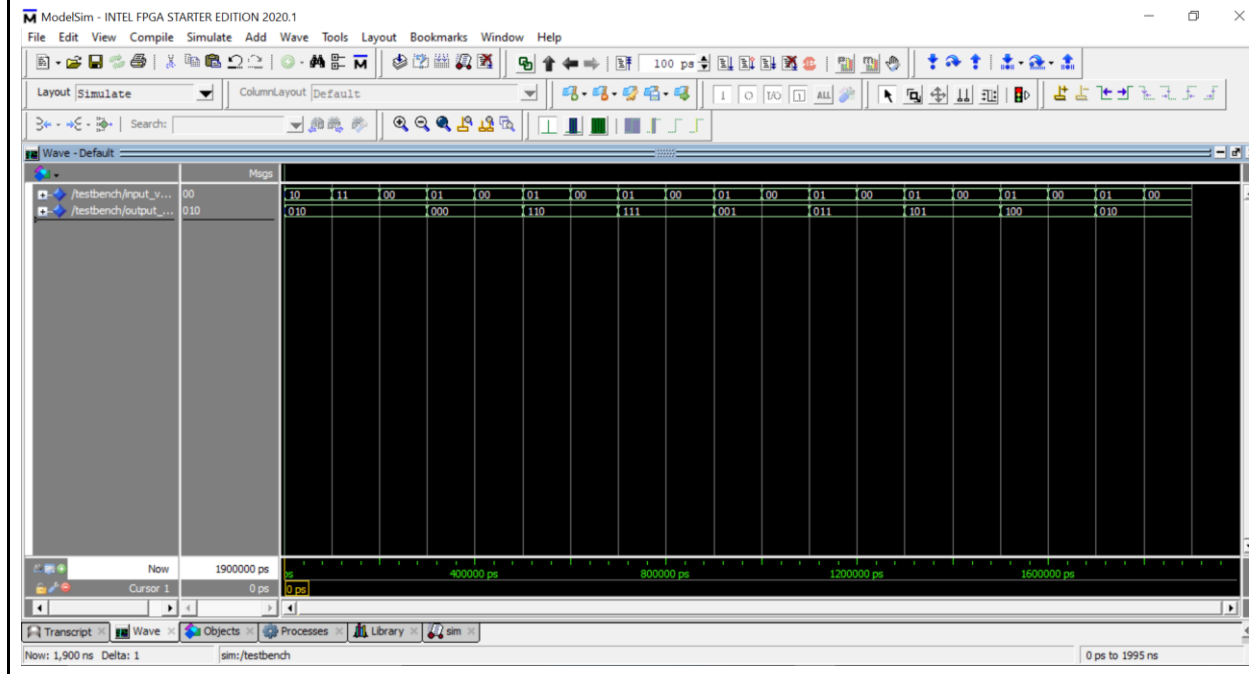 ModelSim - INTEL FPGA STARTER EDITION 2020.1
File Edit View Compile Simulate Add Wave Tools Layout Bookmarks Window Help
100 ps
Layout Simulate ColumnLayout Default
Search:
Wave - Default
Msgs
/testbench/input_v... 00 10 11 00 01 00 01 00 01 00 01 00 01 00 01 00 01 00 01 00
/testbench/output_... 010 010 000 110 111 001 011 101 100 010
Now 1900000 ps ps 400000 ps 800000 ps 1200000 ps 1600000 ps
Cursor 1 0 ps 0 ps
Transcript Wave Objects Processes Library sim
Now: 1,900 ns Delta: 1 sim:/testbench 0 ps to 1995 ns